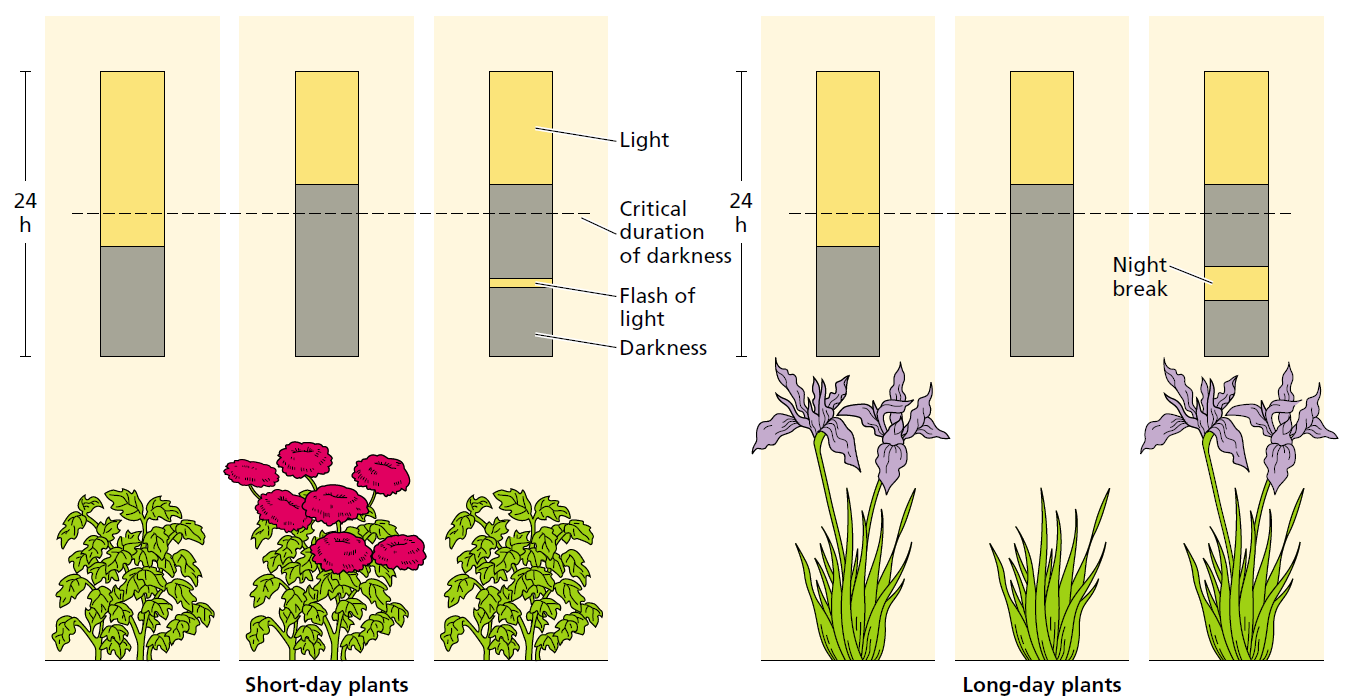 24
h
Light
Critical
duration
of darkness
Flash of
light
Darkness
Short-day plants
24
h
Night
break
Long-day plants